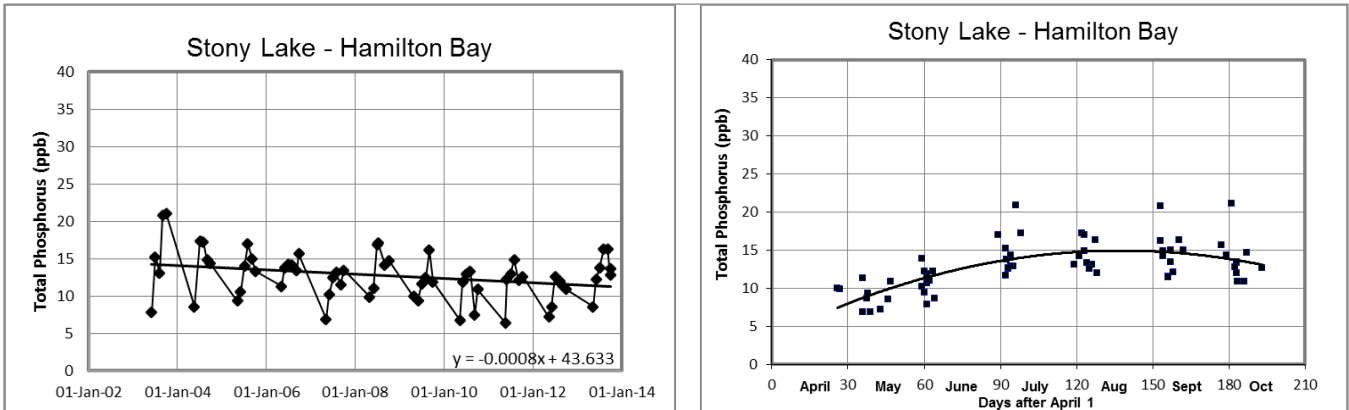 Stony Lake - Hamilton Bay
Total Phosphorus (ppb)
40
35
30
25
20
15
10
5
0
y = -0.0008x + 43.633
01-Jan-02 01-Jan-04 01-Jan-06 01-Jan-08 01-Jan-10 01-Jan-12 01-Jan-14
Stony Lake - Hamilton Bay
Total Phosphorus (ppb)
40
35
30
25
20
15
10
5
0
0 April 30 May 60 June 90 July 120 Aug 150 Sept 180 Oct 210
Days after April 1